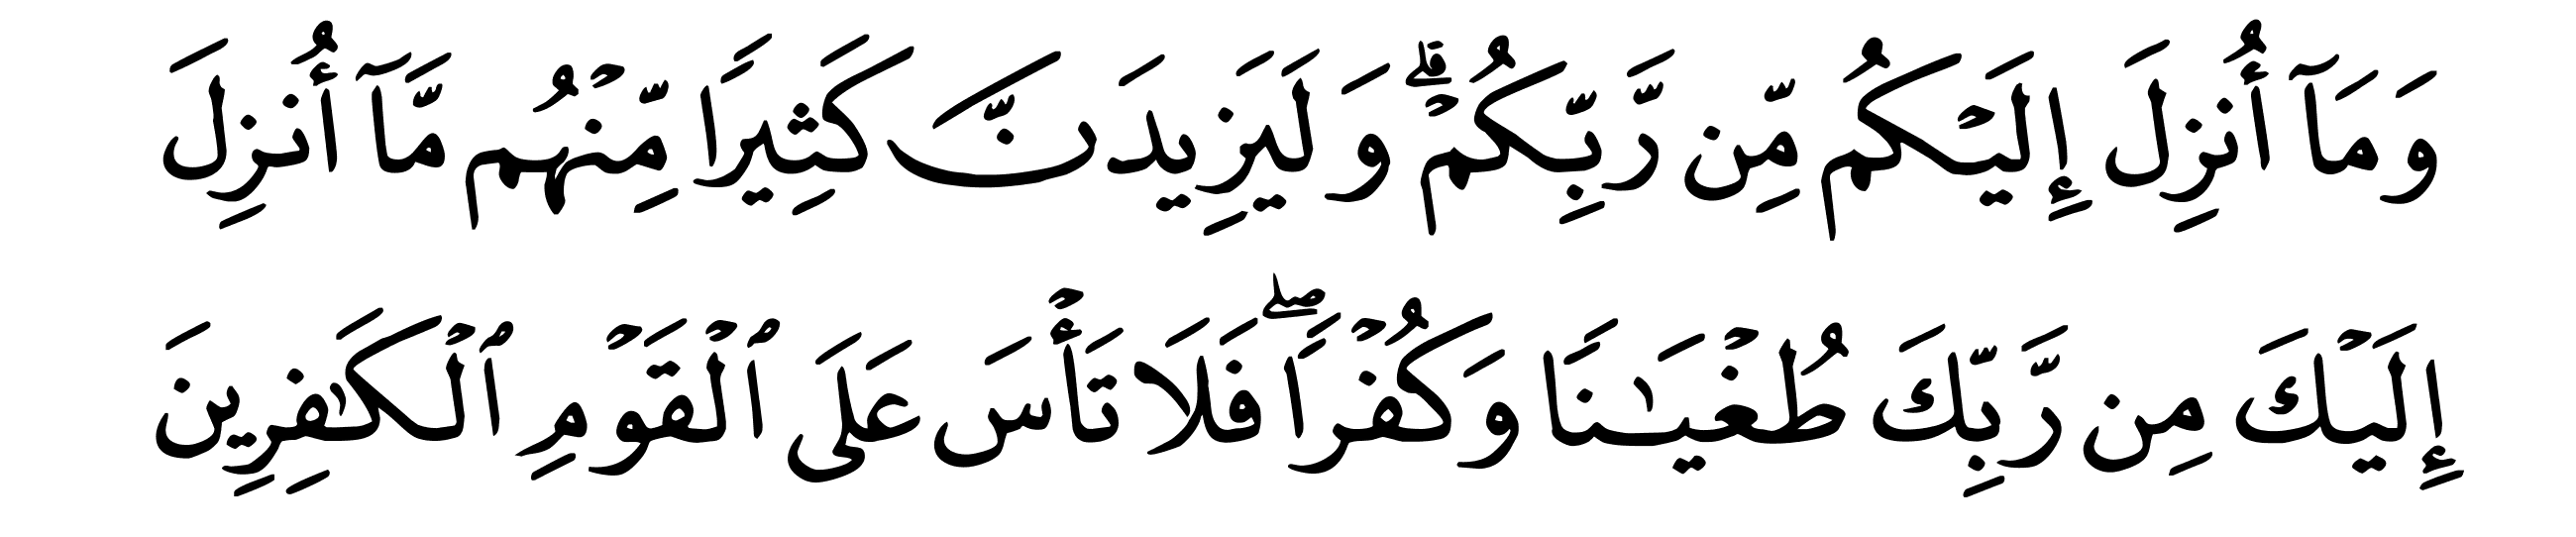 وَمَآ أُنزِلَ إِلَيۡكُم مِّن رَّبِّكُمۡۗ وَلَيَزِيدَنَّ كَثِيرًا مِّنۡهُم مَّآ أُنزِلَ
إِلَيۡكَ مِن رَّبِّكَ طُغۡيَٰنًا وَكُفۡرًاۖ فَلَا تَأۡسَ عَلَى ٱلۡقَوۡمِ ٱلۡكَٰفِرِينَ